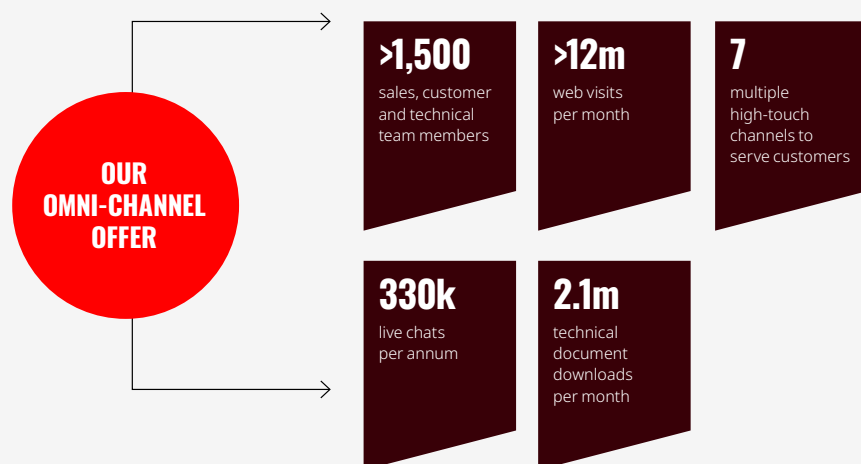 OUR
OMNI-CHANNEL
OFFER
>1,500
sales, customer
and technical
team members
>12m
web visits
per month
7
multiple
high-touch
channels to
serve customers
330k
live chats
per annum
2.1m
technical
document
downloads
per month